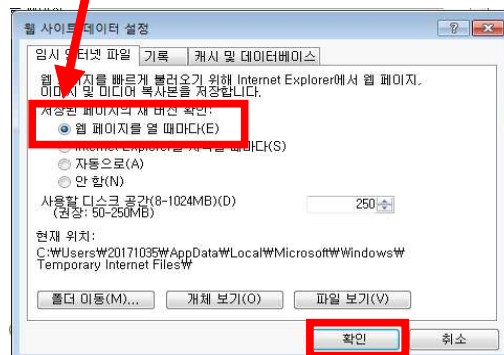 웹 사이트 데이터 설정
임시 인터넷 파일 기록 캐시 및 데이터베이스
웹 페이지를 빠르게 불러오기 위해 Internet Explorer에서 웹 페이지,
이미지 및 미디어 복사본을 저장합니다.
저장된 페이지의 새 버전 확인:
웹 페이지를 열 때마다(E)
Internet Explorer를 시작할 때마다(S)
자동으로(A)
안 함(N)
사용할 디스크 공간(8-1024MB)(D)
(권장: 50-250MB)
250
현재 위치:
C:₩Users₩20171035₩AppData₩Local₩Microsoft₩Windows₩
Temporary Internet Files₩
폴더 이동(M)... 개체 보기(O) 파일 보기(V)
확인 취소